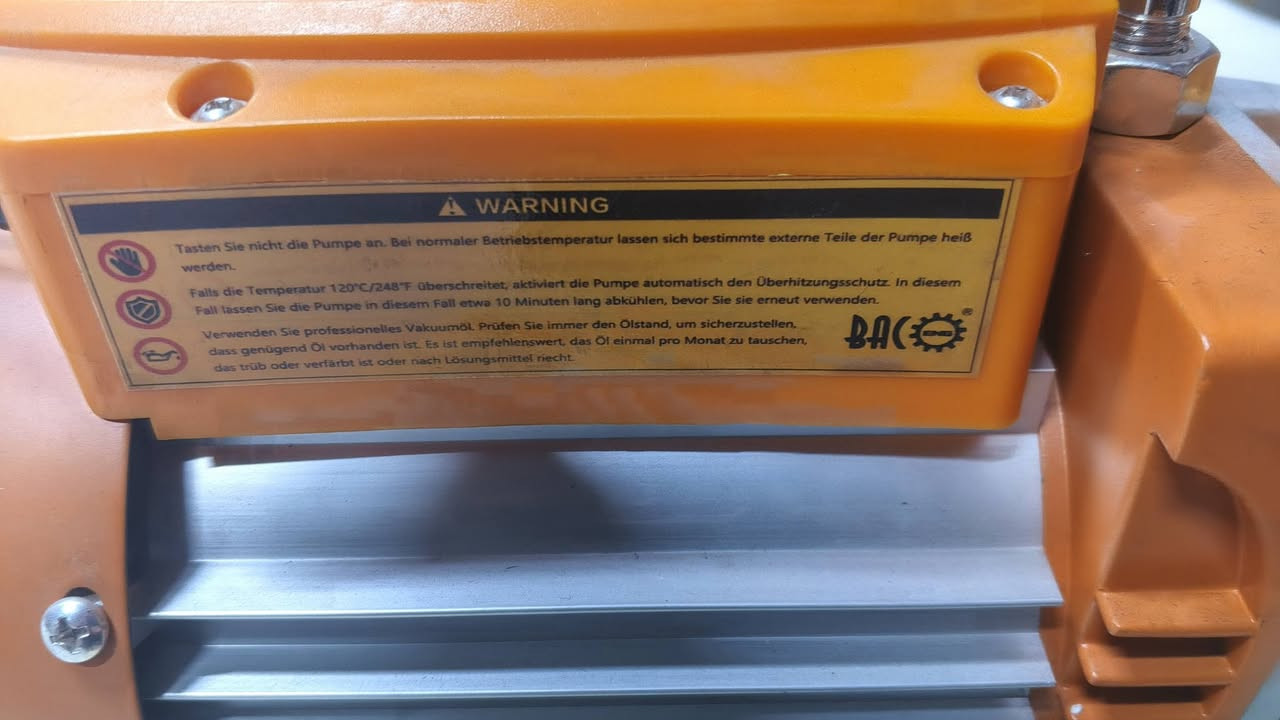 WARNING
Tasten Sie nicht die Pumpe an. Bei normaler Betriebstemperatur lassen sich bestimmte externe Teile der Pumpe heiß
werden.
Falls die Temperatur 120°C/248°F überschreitet, aktiviert die Pumpe automatisch den Überhitzungsschutz. In diesem
Fall lassen Sie die Pumpe in diesem Fall etwa 10 Minuten lang abkühlen, bevor Sie sie erneut verwenden.
Verwenden Sie professionelles Vakuumöl. Prüfen Sie immer den Ölstand, um sicherzustellen,
dass genügend Öl vorhanden ist. Es ist empfehlenswert, das Öl einmal pro Monat zu tauschen,
das trüb oder verfärbt ist oder nach Lösungsmittel riecht.
BAC ®